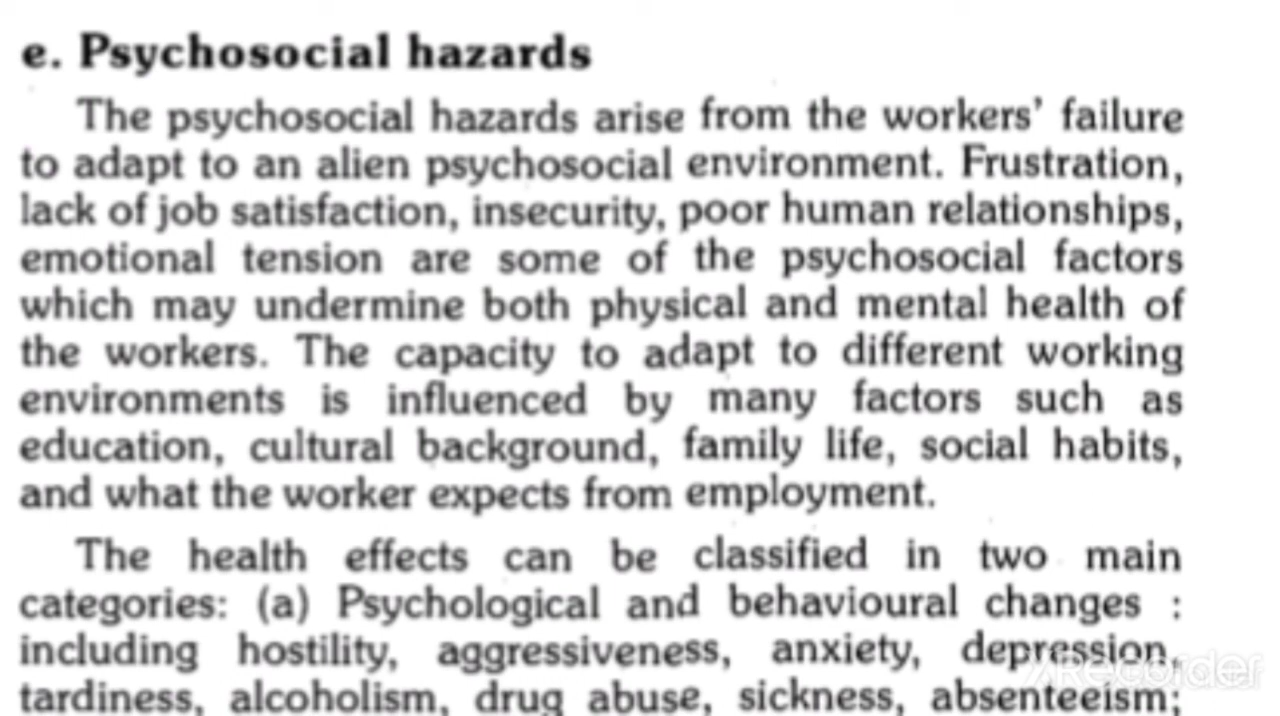 e. Psychosocial hazards
The psychosocial hazards arise from the workers' failure
to adapt to an alien psychosocial environment. Frustration,
lack of job satisfaction, insecurity, poor human relationships,
emotional tension are some of the psychosocial factors
which may undermine both physical and mental health of
the workers. The capacity to adapt to different working
environments is influenced by many factors such as
education, cultural background, family life, social habits,
and what the worker expects from employment.
The health effects can be classified in two main
categories: (a) Psychological and behavioural changes :
including hostility, aggressiveness, anxiety, depression,
tardiness, alcoholism, drug abuse, sickness, absenteeism;
XRecorder